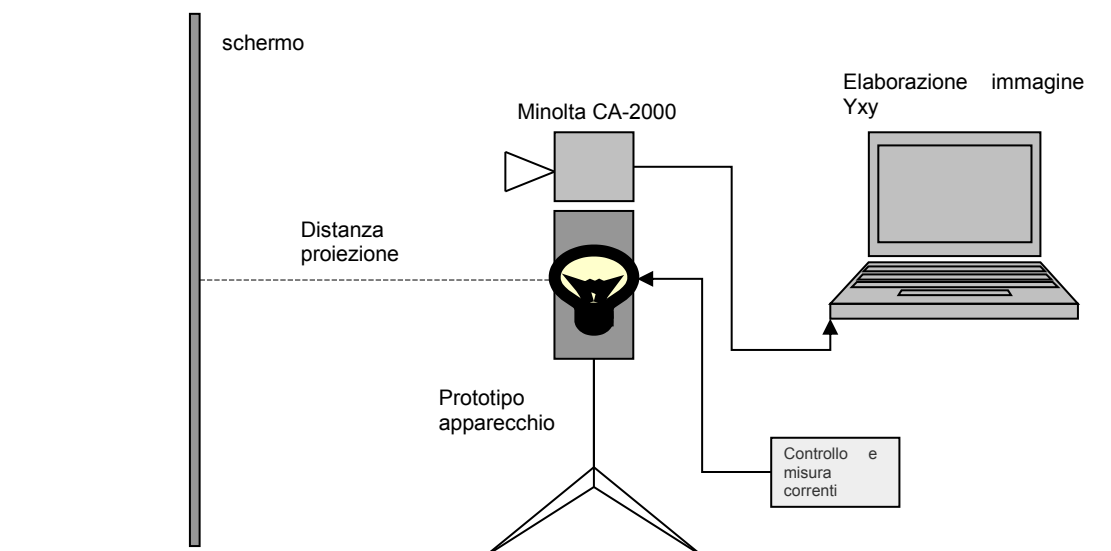 schermo
Elaborazione immagine
Yxy
Minolta CA-2000
Distanza
proiezione
Prototipo
apparecchio
Controllo e
misura
correnti